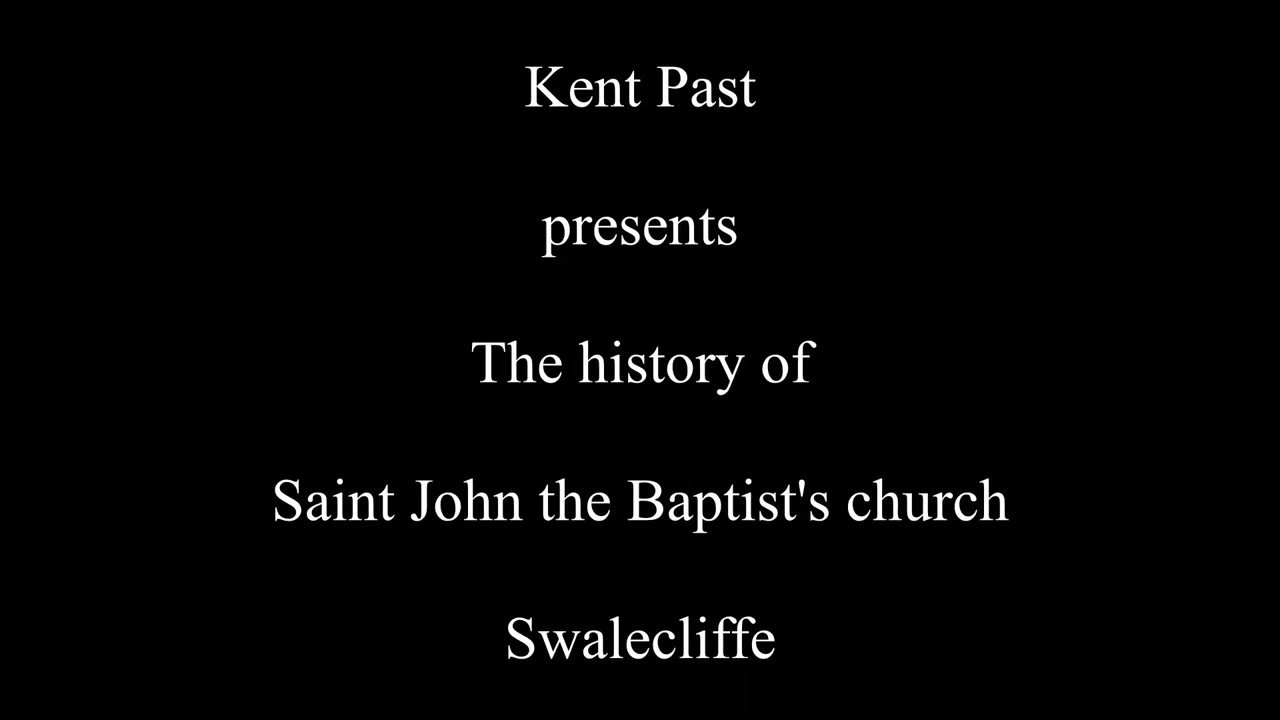 Kent Past
presents
The history of
Saint John the Baptist's church
Swalecliffe